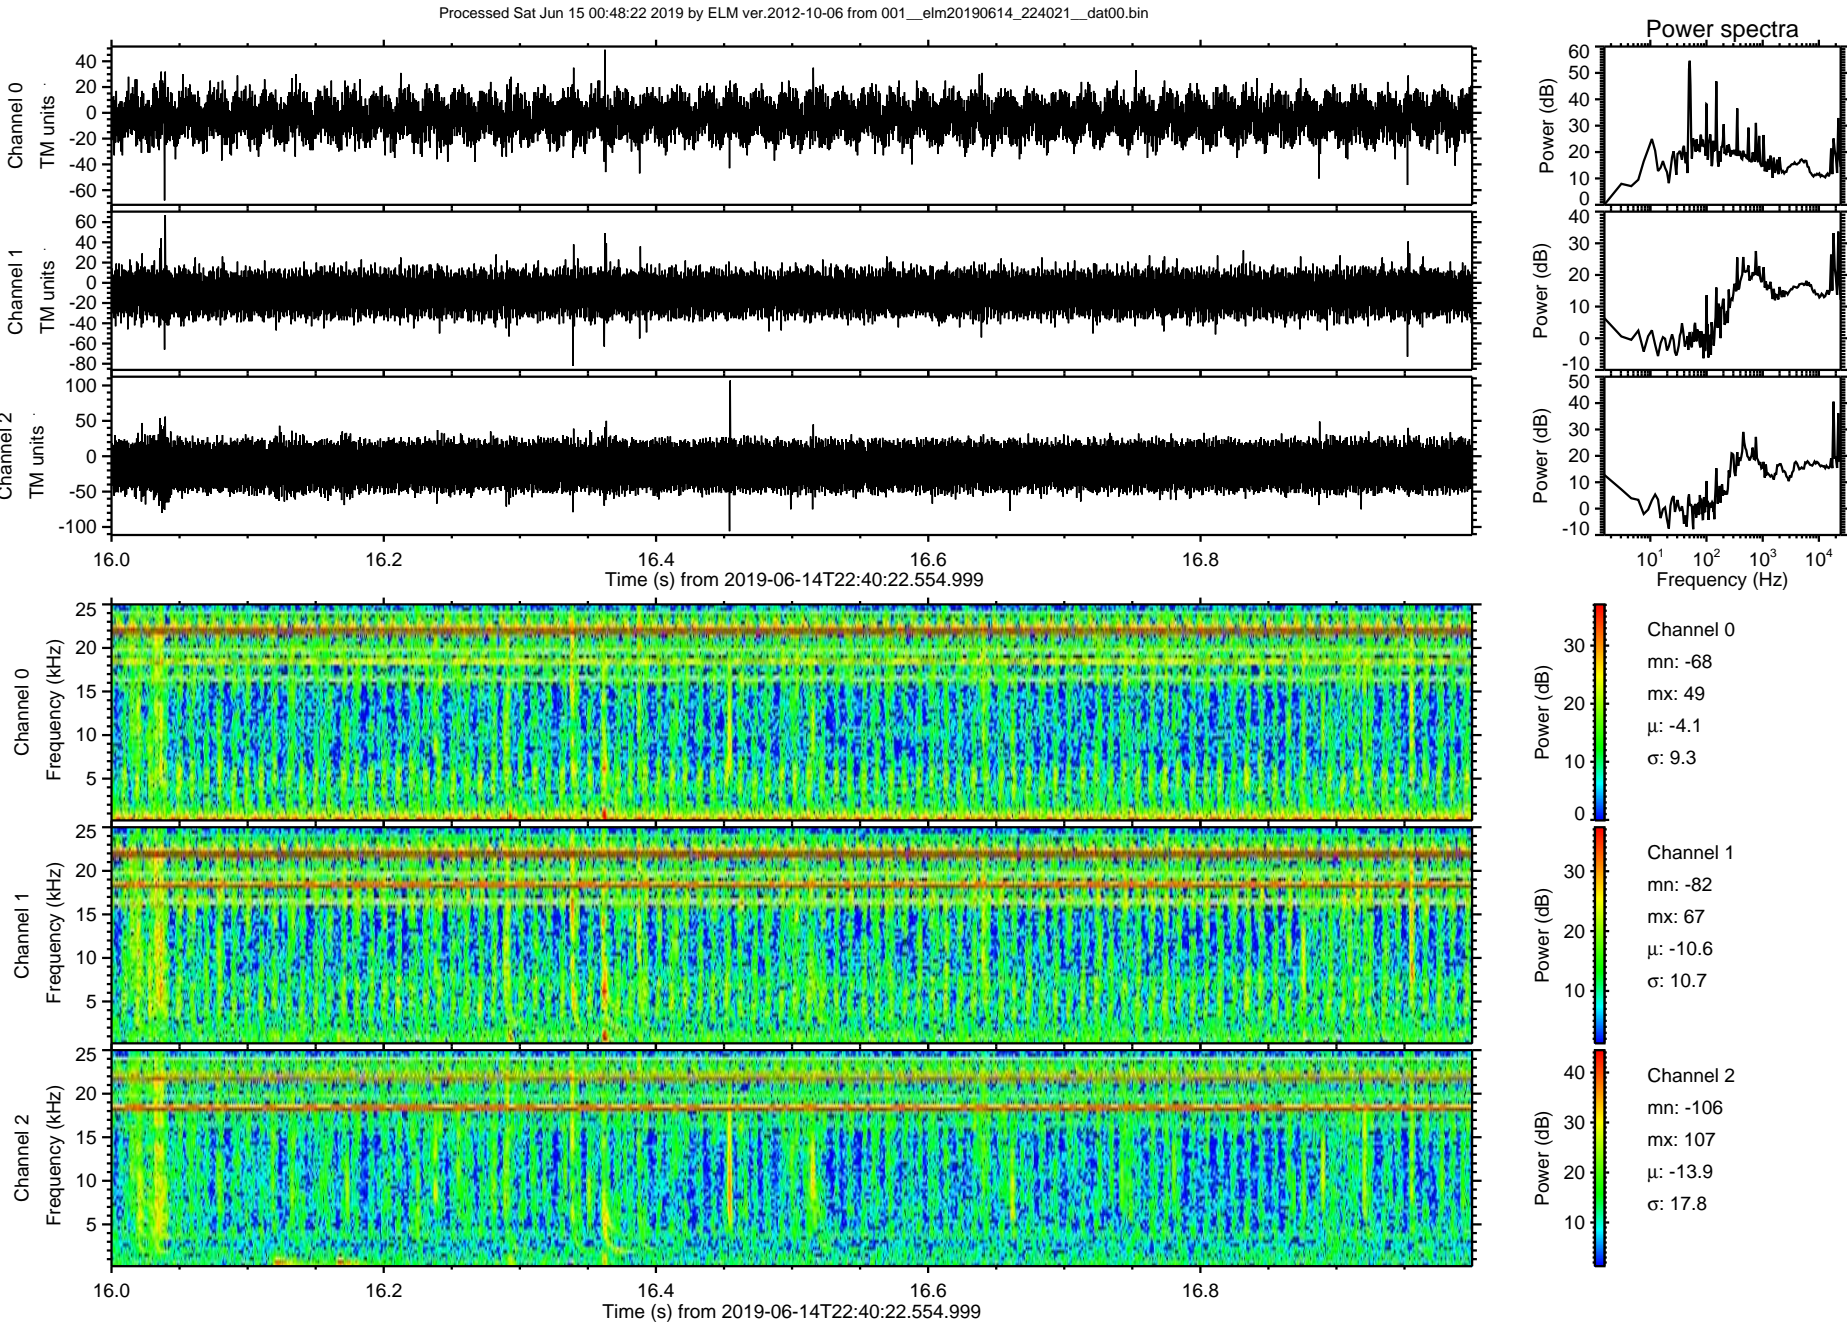 Processed Sat Jun 15 00:48:22 2019 by ELM ver.2012-10-06 from 001__elm20190614_224021__dat00.bin
Power spectra
Channel 0
TM units
40
20
0
-20
-40
-60
Power (dB)
60
50
40
30
20
10
0
Channel 1
TM units
60
40
20
0
-20
-40
-60
-80
Power (dB)
40
30
20
10
0
-10
Channel 2
TM units
100
50
0
-50
-100
Power (dB)
50
40
30
20
10
0
-10
16.0 16.2 16.4 16.6 16.8
Time (s) from 2019-06-14T22:40:22.554.999
10¹ 10² 10³ 10⁴
Frequency (Hz)
Channel 0
Frequency (kHz)
25
20
15
10
5
Power (dB)
30
20
10
0
Channel 0
mn: -68
mx: 49
μ: -4.1
σ: 9.3
Channel 1
Frequency (kHz)
25
20
15
10
5
Power (dB)
30
20
10
Channel 1
mn: -82
mx: 67
μ: -10.6
σ: 10.7
Channel 2
Frequency (kHz)
25
20
15
10
5
Power (dB)
40
30
20
10
Channel 2
mn: -106
mx: 107
μ: -13.9
σ: 17.8
16.0 16.2 16.4 16.6 16.8
Time (s) from 2019-06-14T22:40:22.554.999